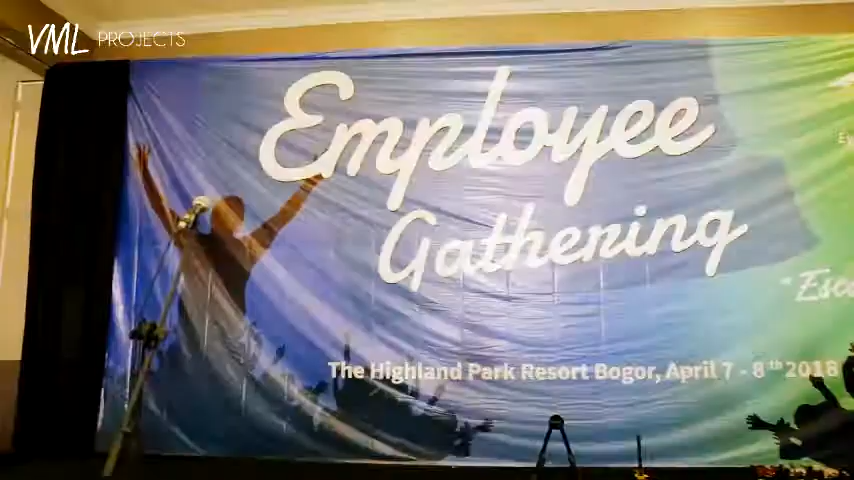 VML PROJECTS
Employee
Gathering
The Highland Park Resort Bogor, April 7 - 8th 2018